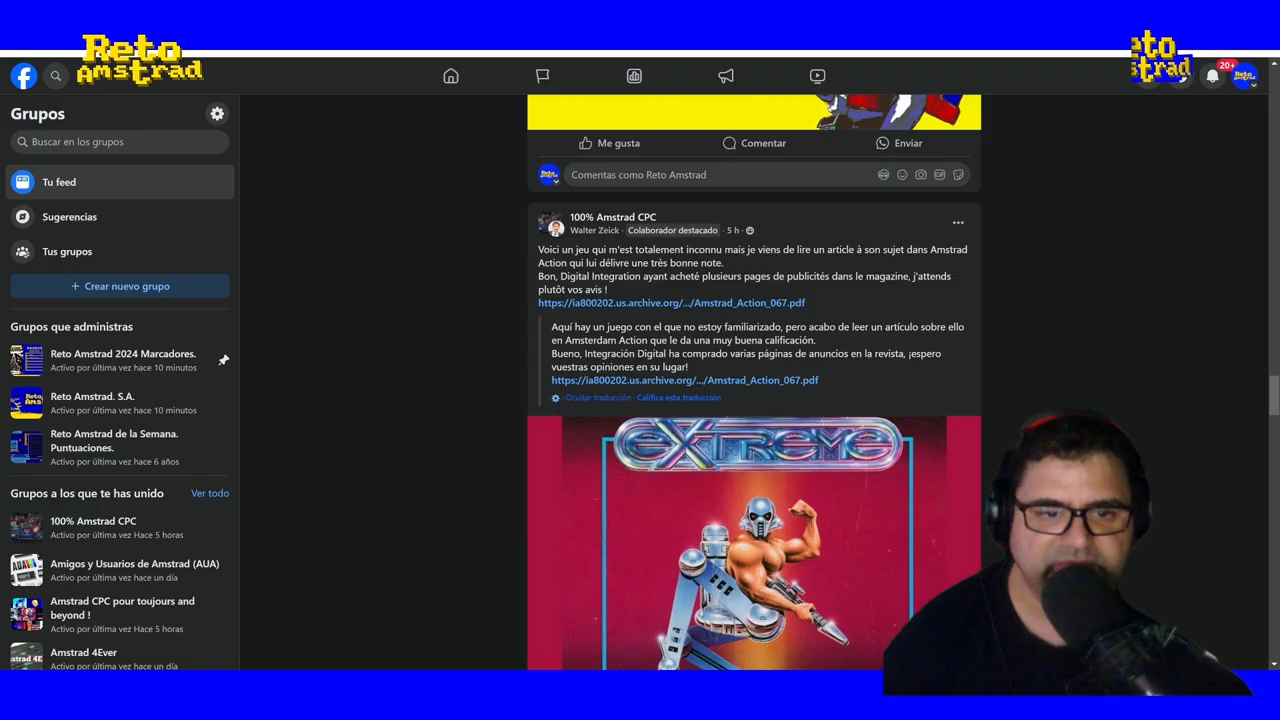 Reto
Amstrad
eto
strad
20+
Grupos
Buscar en los grupos
Tu feed
Sugerencias
Tus grupos
+ Crear nuevo grupo
Grupos que administras
Reto Amstrad 2024 Marcadores.
Activo por última vez hace 10 minutos
Reto Amstrad. S.A.
Activo por última vez hace 10 minutos
Reto Amstrad de la Semana.
Puntuaciones.
Activo por última vez hace 6 años
Grupos a los que te has unido
Ver todo
100% Amstrad CPC
Activo por última vez Hace 5 horas
Amigos y Usuarios de Amstrad (AUA)
Activo por última vez hace un día
Amstrad CPC pour toujours and
beyond !
Activo por última vez Hace 5 horas
Amstrad 4Ever
Activo por última vez hace un día
Me gusta
Comentar
Enviar
Comentas como Reto Amstrad
100% Amstrad CPC
Walter Zeick · Colaborador destacado · 5 h ·
Voici un jeu qui m'est totalement inconnu mais je viens de lire un article à son sujet dans Amstrad
Action qui lui délivre une très bonne note.
Bon, Digital Integration ayant acheté plusieurs pages de publicités dans le magazine, j'attends
plutôt vos avis !
https://ia800202.us.archive.org/.../Amstrad_Action_067.pdf
Aquí hay un juego con el que no estoy familiarizado, pero acabo de leer un artículo sobre ello
en Amsterdam Action que le da una muy buena calificación.
Bueno, Integración Digital ha comprado varias páginas de anuncios en la revista, ¡espero
vuestras opiniones en su lugar!
https://ia800202.us.archive.org/.../Amstrad_Action_067.pdf
Ocultar traducción · Califica esta traducción
EXTREME